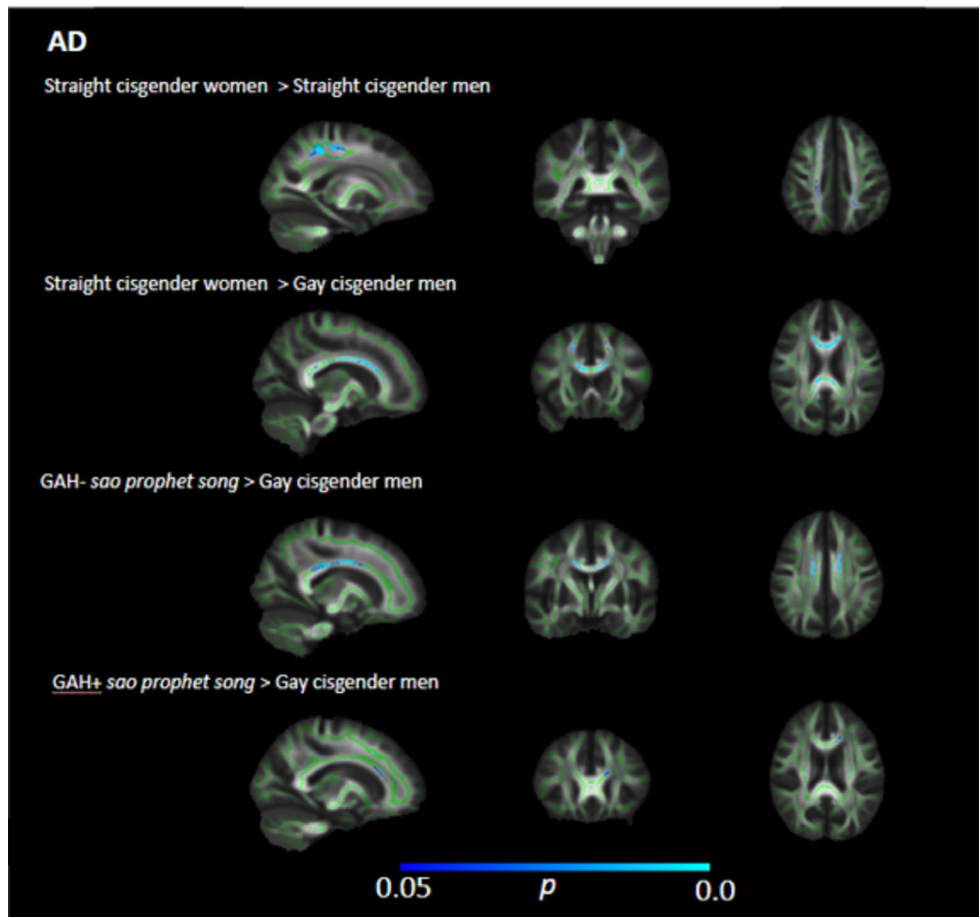 AD
Straight cisgender women > Straight cisgender men
Straight cisgender women > Gay cisgender men
GAH- sao prophet song > Gay cisgender men
GAH+ sao prophet song > Gay cisgender men
0.05 p 0.0